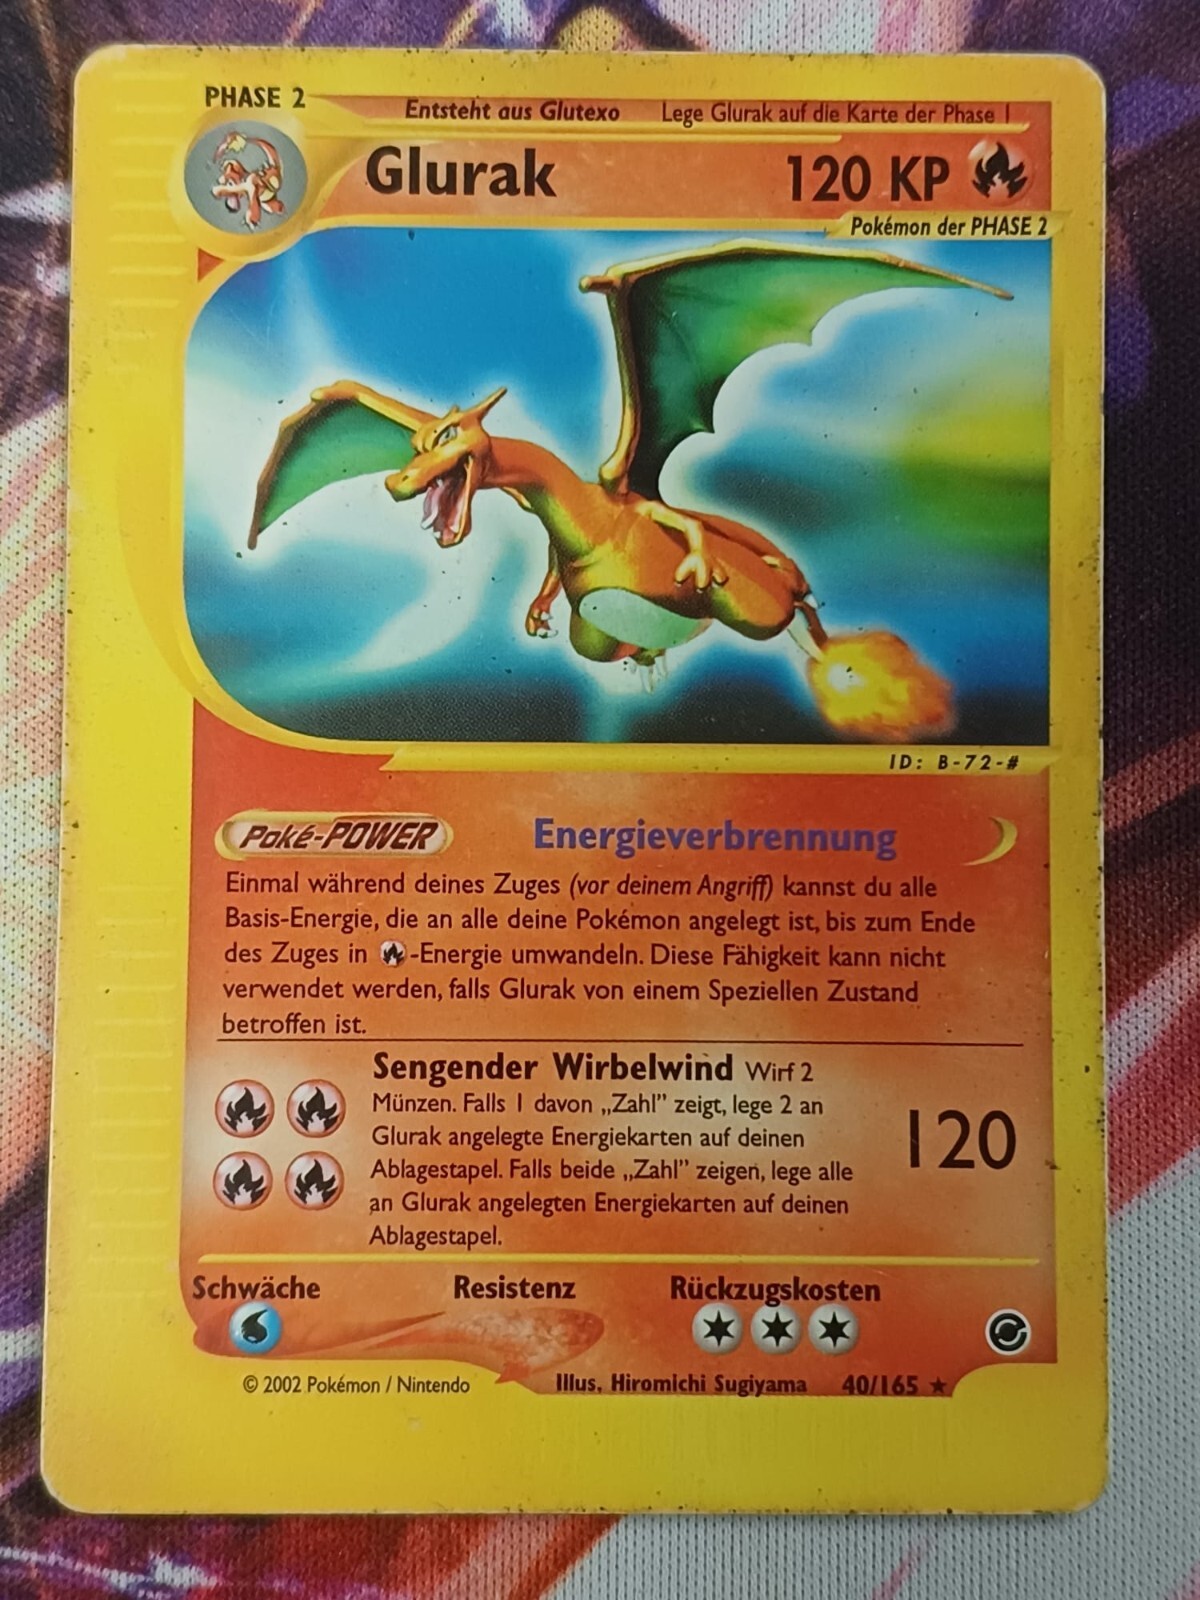 PHASE 2
Entsteht aus Glutexo Lege Glurak auf die Karte der Phase 1
Glurak 120 KP
Pokémon der PHASE 2
ID: B-72-#
Poké-POWER Energieverbrennung
Einmal während deines Zuges (vor deinem Angriff) kannst du alle
Basis-Energie, die an alle deine Pokémon angelegt ist, bis zum Ende
des Zuges in -Energie umwandeln. Diese Fähigkeit kann nicht
verwendet werden, falls Glurak von einem Speziellen Zustand
betroffen ist.
Sengender Wirbelwind Wirf 2
Münzen. Falls 1 davon „Zahl” zeigt, lege 2 an
Glurak angelegte Energiekarten auf deinen
Ablagestapel. Falls beide „Zahl” zeigen, lege alle
an Glurak angelegten Energiekarten auf deinen
Ablagestapel.
120
Schwäche Resistenz Rückzugskosten
© 2002 Pokémon / Nintendo Illus. Hiromichi Sugiyama 40/165 ★